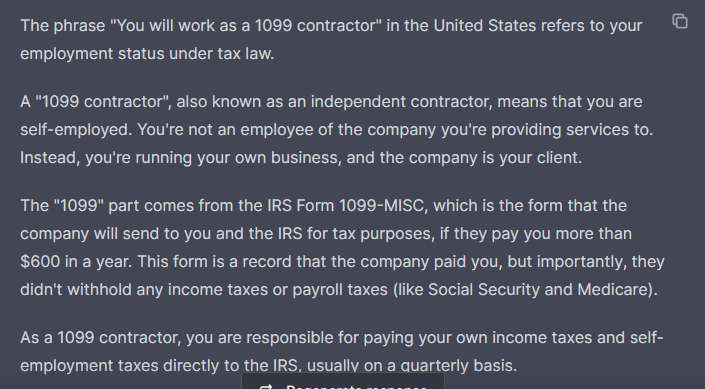 The phrase "You will work as a 1099 contractor" in the United States refers to your
employment status under tax law.
A "1099 contractor", also known as an independent contractor, means that you are
self-employed. You're not an employee of the company you're providing services to.
Instead, you're running your own business, and the company is your client.
The "1099" part comes from the IRS Form 1099-MISC, which is the form that the
company will send to you and the IRS for tax purposes, if they pay you more than
$600 in a year. This form is a record that the company paid you, but importantly, they
didn't withhold any income taxes or payroll taxes (like Social Security and Medicare).
As a 1099 contractor, you are responsible for paying your own income taxes and self-
employment taxes directly to the IRS, usually on a quarterly basis.
Regenerate response